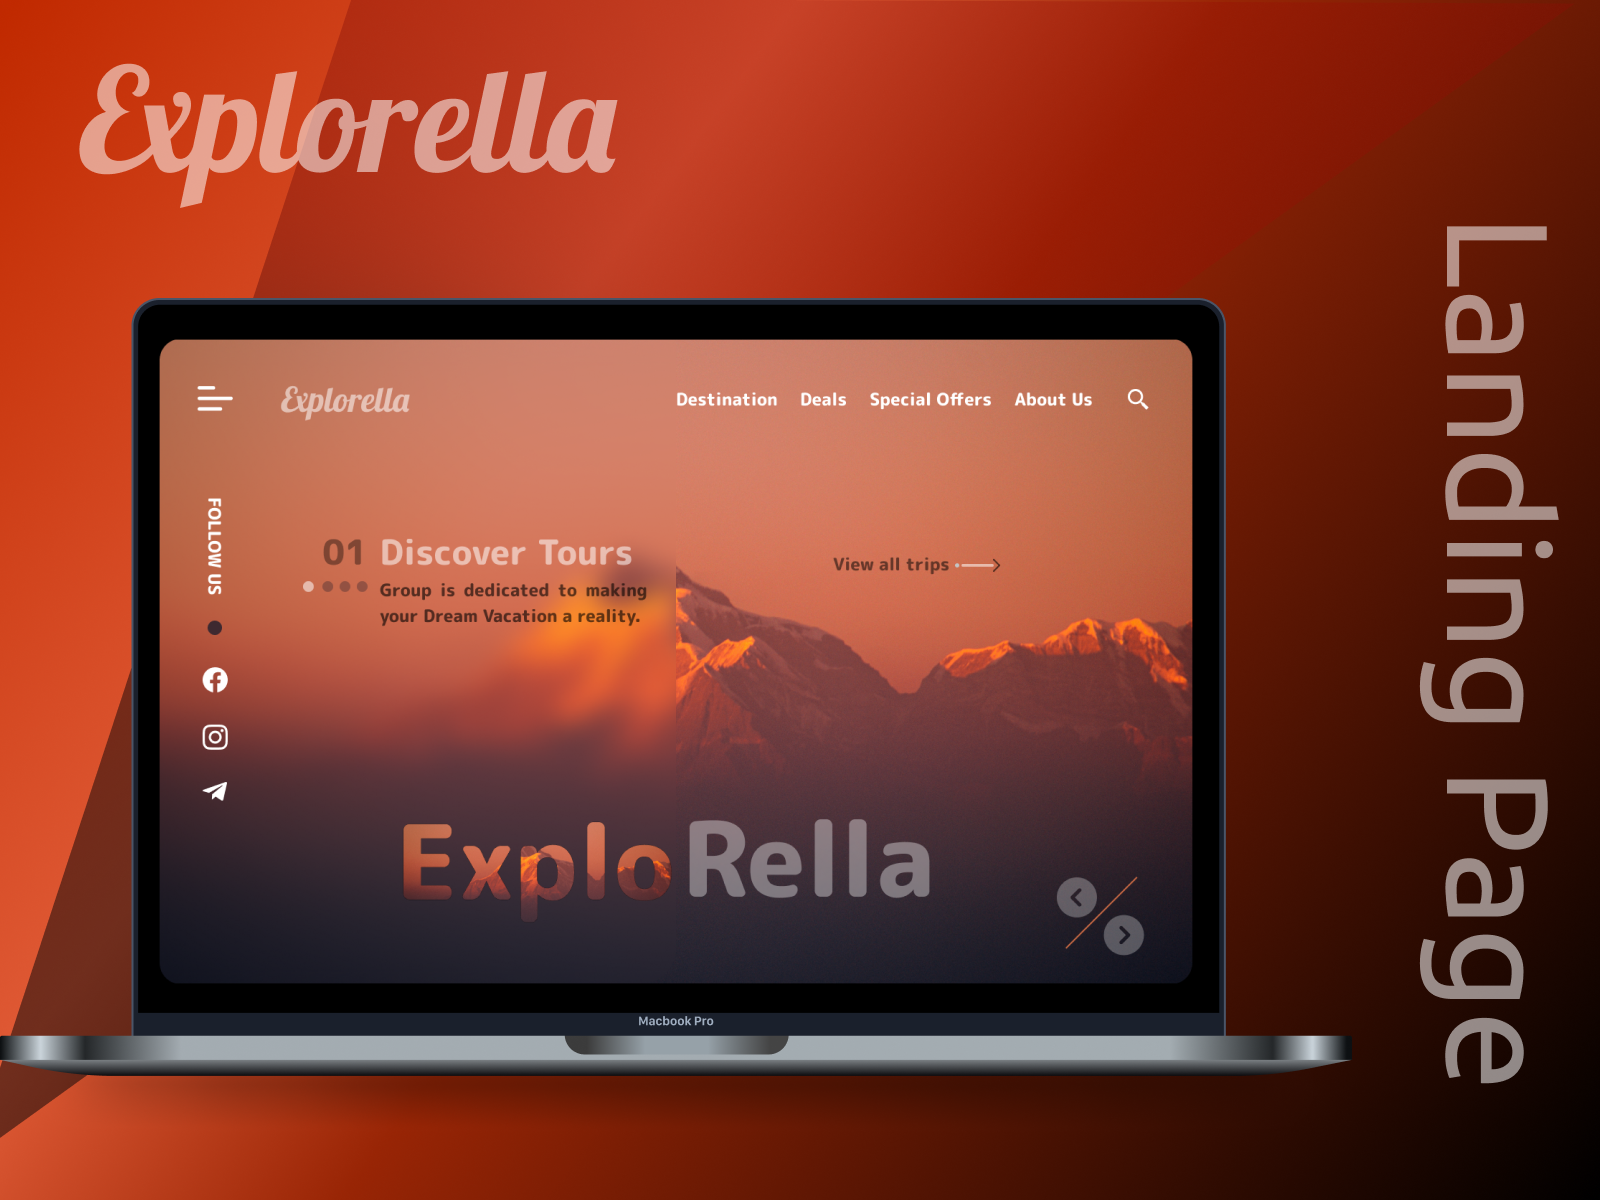 Explorella
Landing Page
Explorella
Destination Deals Special Offers About Us
FOLLOW US
01 Discover Tours
Group is dedicated to making
your Dream Vacation a reality.
View all trips
ExploRella
Macbook Pro